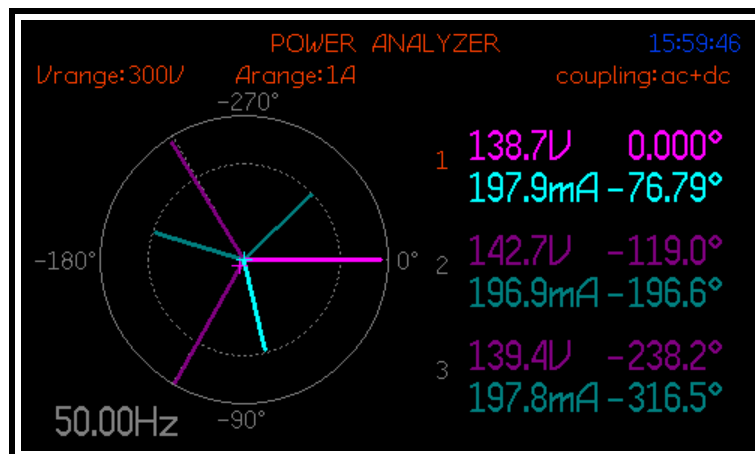 POWER ANALYZER 15:59:46
Vrange:300V Arange:1A coupling:ac+dc
-270°
1 138.7V 0.000°
197.9mA -76.79°
-180° 0°
2 142.7V -119.0°
196.9mA -196.6°
3 139.4V -238.2°
197.8mA -316.5°
50.00Hz -90°